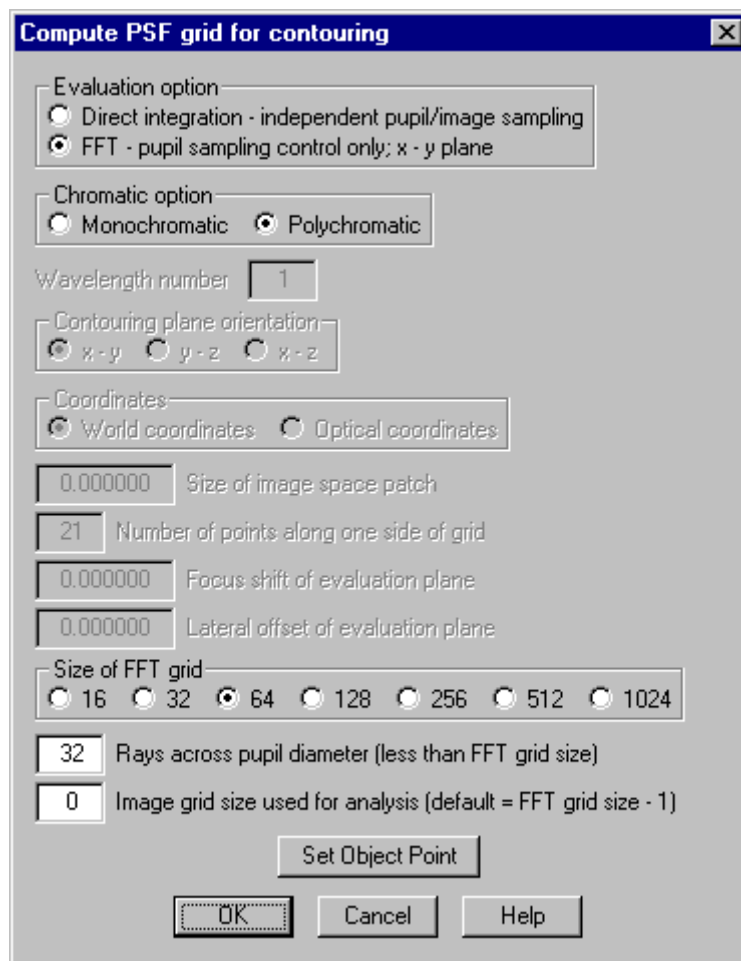 Compute PSF grid for contouring
Evaluation option
Direct integration - independent pupil/image sampling
FFT - pupil sampling control only; x - y plane
Chromatic option
Monochromatic Polychromatic
Wavelength number 1
Contouring plane orientation
x - y y - z x - z
Coordinates
World coordinates Optical coordinates
0.000000 Size of image space patch
21 Number of points along one side of grid
0.000000 Focus shift of evaluation plane
0.000000 Lateral offset of evaluation plane
Size of FFT grid
16 32 64 128 256 512 1024
32 Rays across pupil diameter (less than FFT grid size)
0 Image grid size used for analysis (default = FFT grid size - 1)
Set Object Point
OK Cancel Help